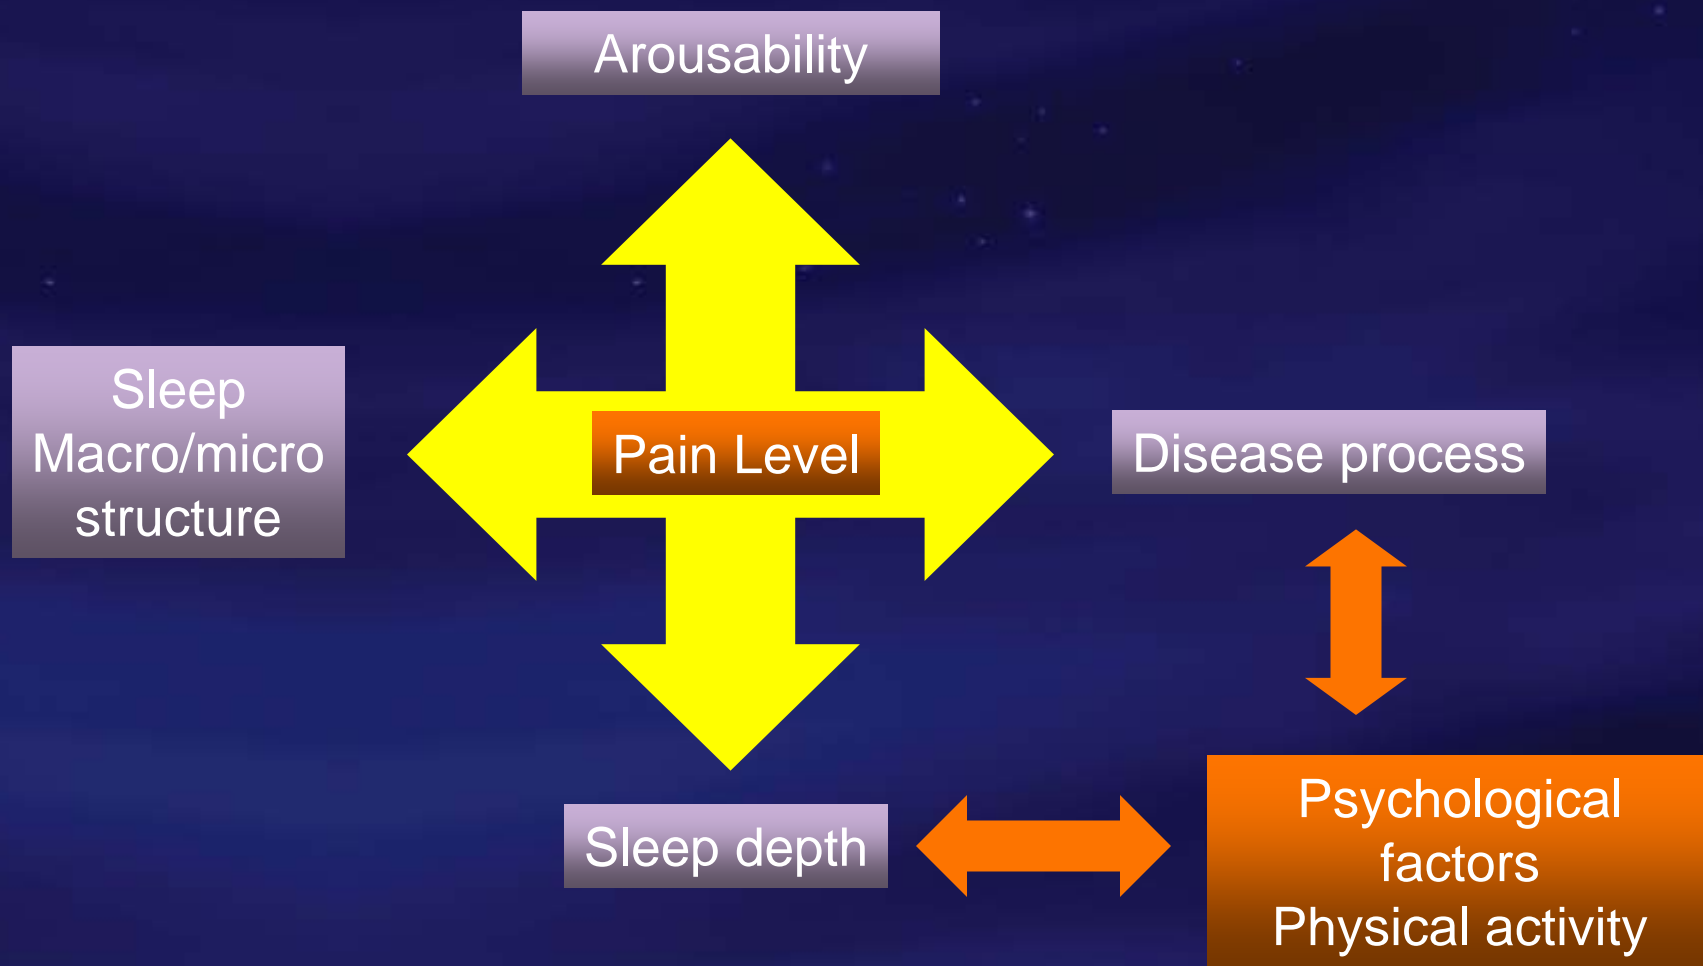 Arousability
Sleep
Macro/micro
structure
Pain Level
Disease process
Sleep depth
Psychological
factors
Physical activity